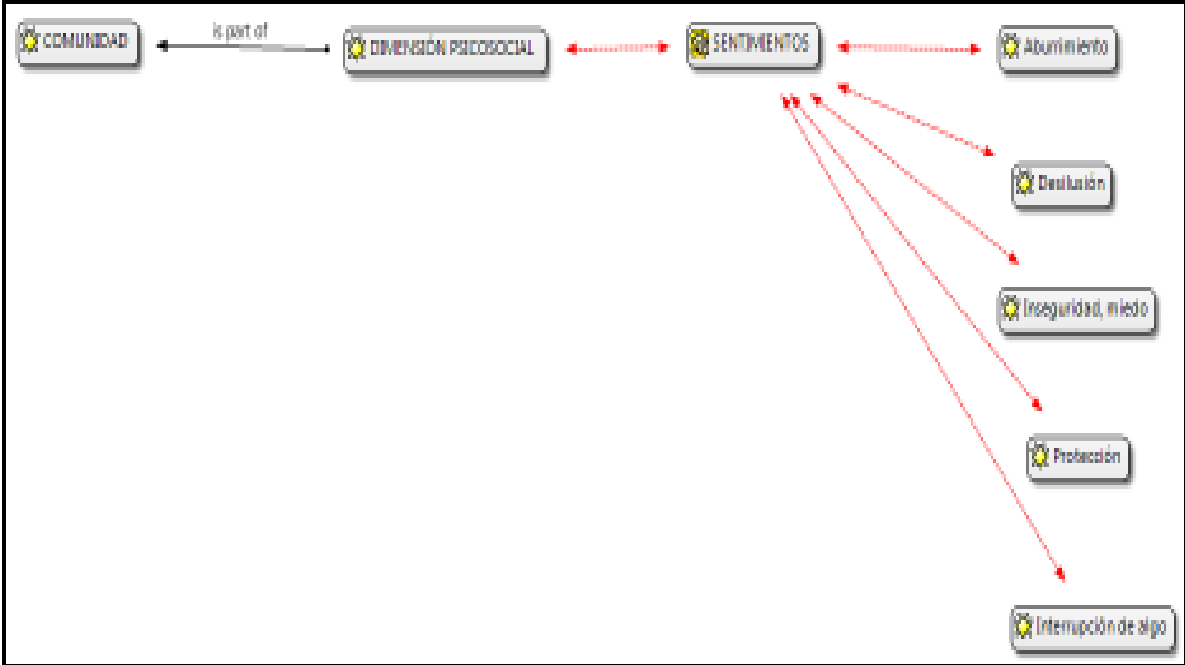 COMUNIDAD
is part of
DIMENSIÓN PSICOSOCIAL
SENTIMIENTOS
Aburrimiento
Desilusión
Inseguridad, miedo
Protección
Interrupción de algo